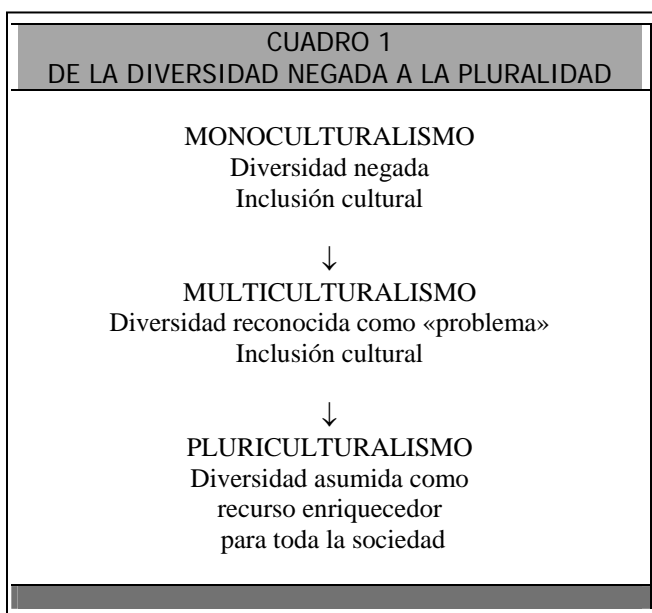 CUADRO 1
DE LA DIVERSIDAD NEGADA A LA PLURALIDAD
MONOCULTURALISMO
Diversidad negada
Inclusión cultural
↓
MULTICULTURALISMO
Diversidad reconocida como «problema»
Inclusión cultural
↓
PLURICULTURALISMO
Diversidad asumida como
recurso enriquecedor
para toda la sociedad